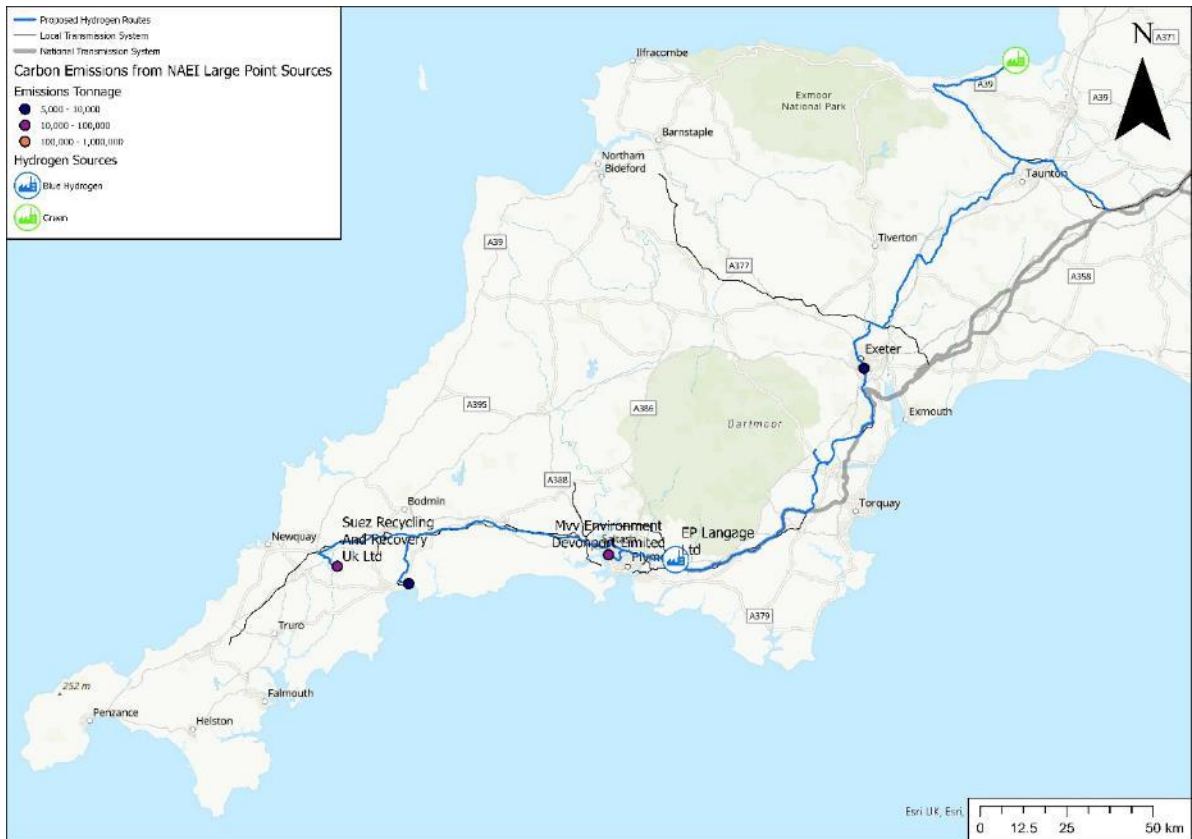 Proposed Hydrogen Routes
Local Transmission System
National Transmission System
Carbon Emissions from NAEI Large Point Sources
Emissions Tonnage
5,000 - 10,000
10,000 - 100,000
100,000 - 1,000,000
Hydrogen Sources
Blue Hydrogen
Green
N
A371
Ilfracombe
A39
Exmoor
National Park
A39
Barnstaple
Northam
Bideford
Taunton
A39
Tiverton
A377
A358
Exeter
A395
A386
Dartmoor
Exmouth
A388
Bodmin
Torquay
Newquay
Suez Recycling
And Recovery
Uk Ltd
Mvv Environment
Devonport Limited
EP Langage
Ltd
A379
Truro
252 m
Falmouth
Penzance
Helston
Esri UK, Esri,
0 12.5 25 50 km